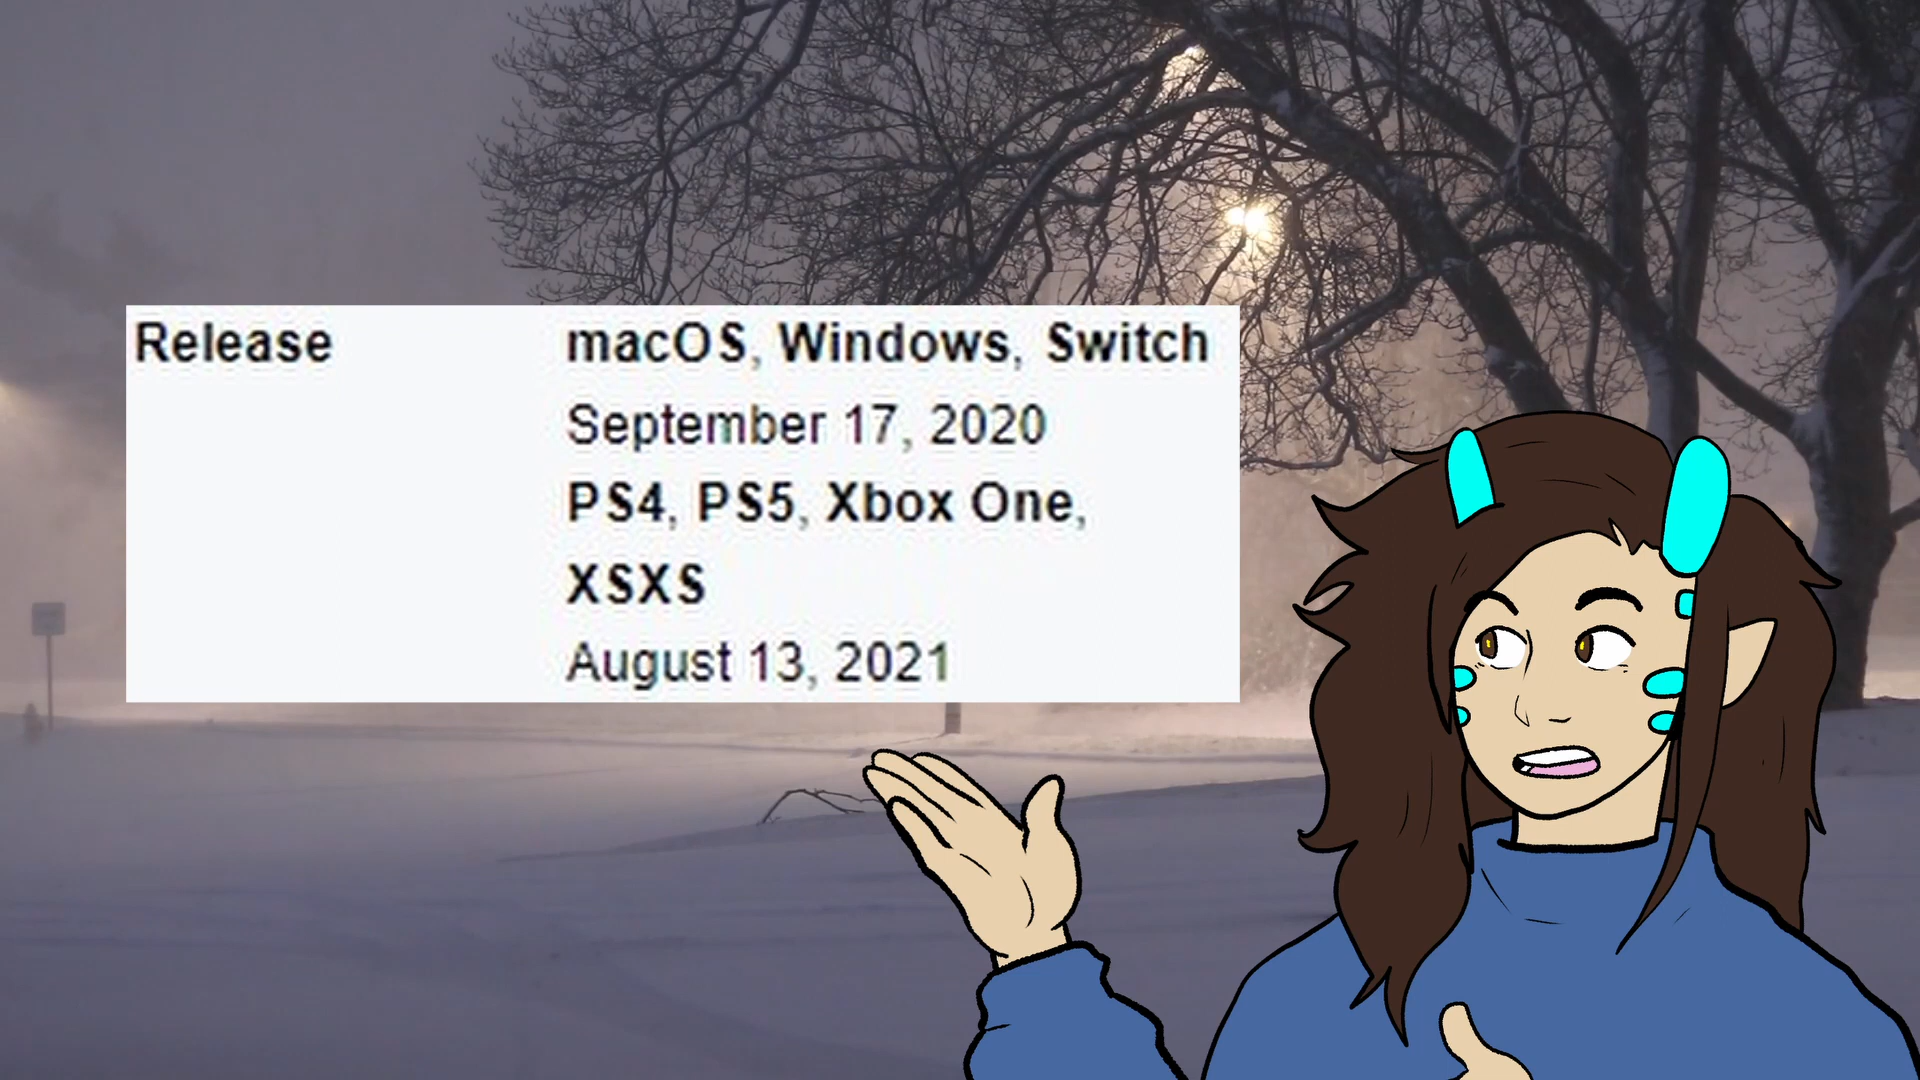 Release macOS, Windows, Switch
September 17, 2020
PS4, PS5, Xbox One,
XSXS
August 13, 2021